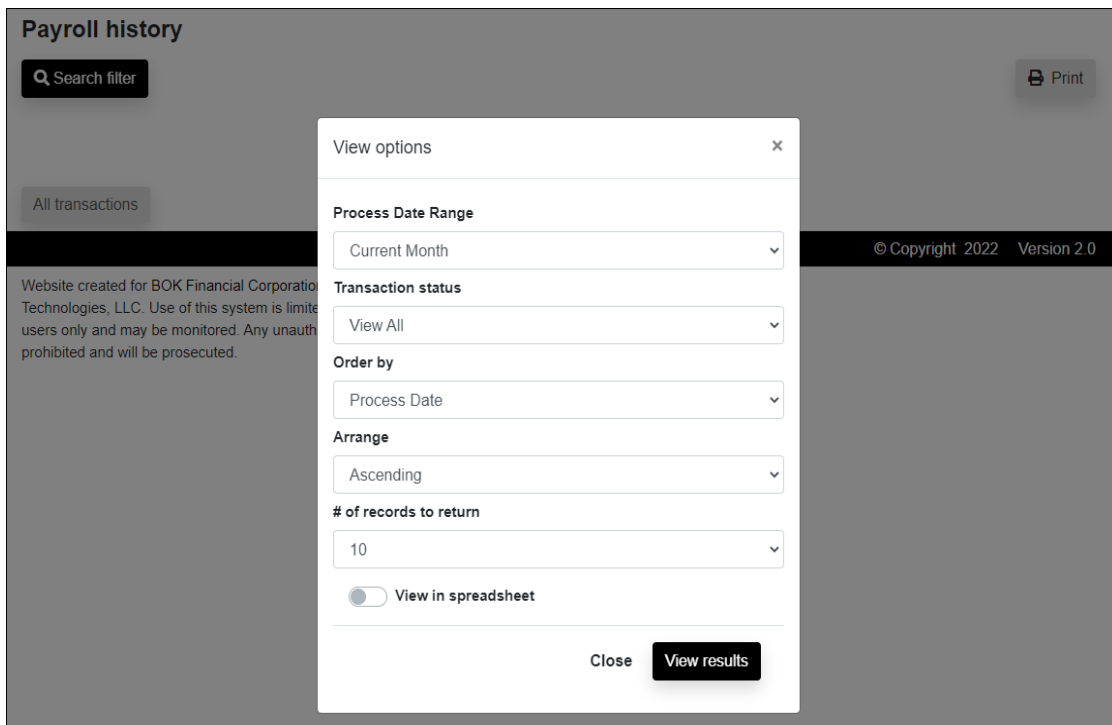 Payroll history
Search filter
Print
View options
×
All transactions
Process Date Range
Current Month
© Copyright 2022 Version 2.0
Website created for BOK Financial Corporation
Technologies, LLC. Use of this system is limite
users only and may be monitored. Any unauth
prohibited and will be prosecuted.
Transaction status
View All
Order by
Process Date
Arrange
Ascending
# of records to return
10
View in spreadsheet
Close
View results